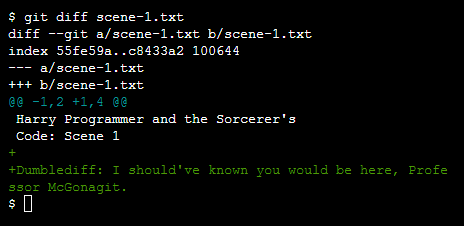 $ git diff scene-1.txt
diff --git a/scene-1.txt b/scene-1.txt
index 55fe59a..c8433a2 100644
--- a/scene-1.txt
+++ b/scene-1.txt
@@ -1,2 +1,4 @@
 Harry Programmer and the Sorcerer's
 Code: Scene 1
+
+Dumblediff: I should've known you would be here, Profe
ssor McGonagit.
$